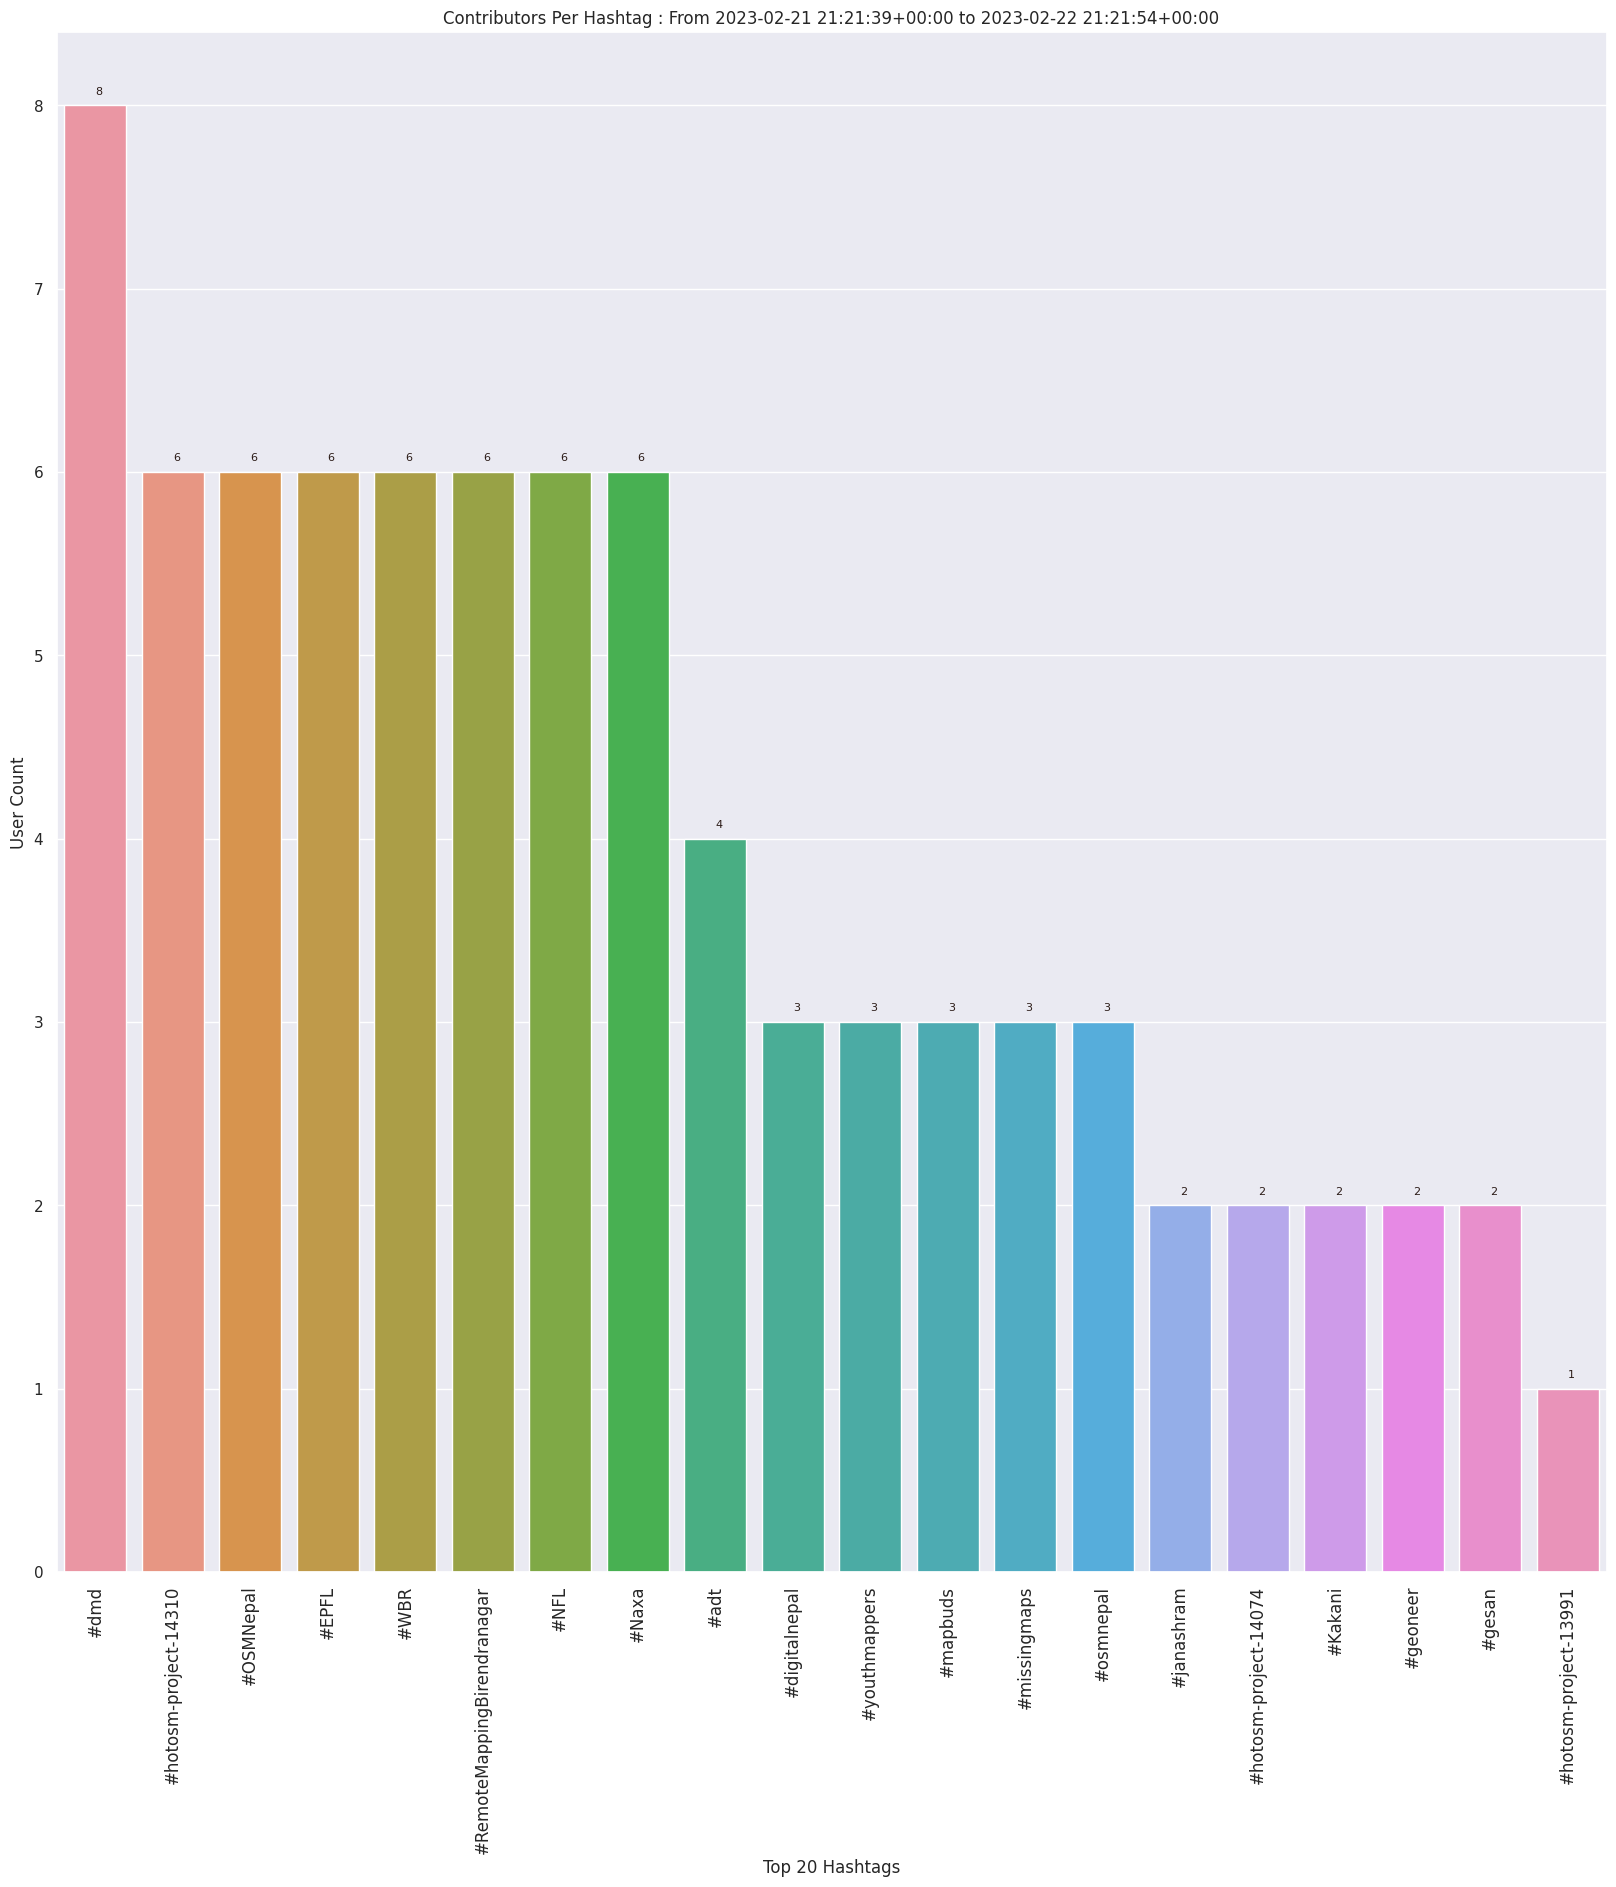 Contributors Per Hashtag : From 2023-02-21 21:21:39+00:00 to 2023-02-22 21:21:54+00:00
User Count
8
7
6
5
4
3
2
1
0
8
6
6
6
6
6
6
6
4
3
3
3
3
3
2
2
2
2
2
1
#dmd
#hotosm-project-14310
#OSMNepal
#EPFL
#WBR
#RemoteMappingBirendranagar
#NFL
#Naxa
#adt
#digitalnepal
#youthmappers
#mapbuds
#missingmaps
#osmnepal
#janashram
#hotosm-project-14074
#Kakani
#geoneer
#gesan
#hotosm-project-13991
Top 20 Hashtags